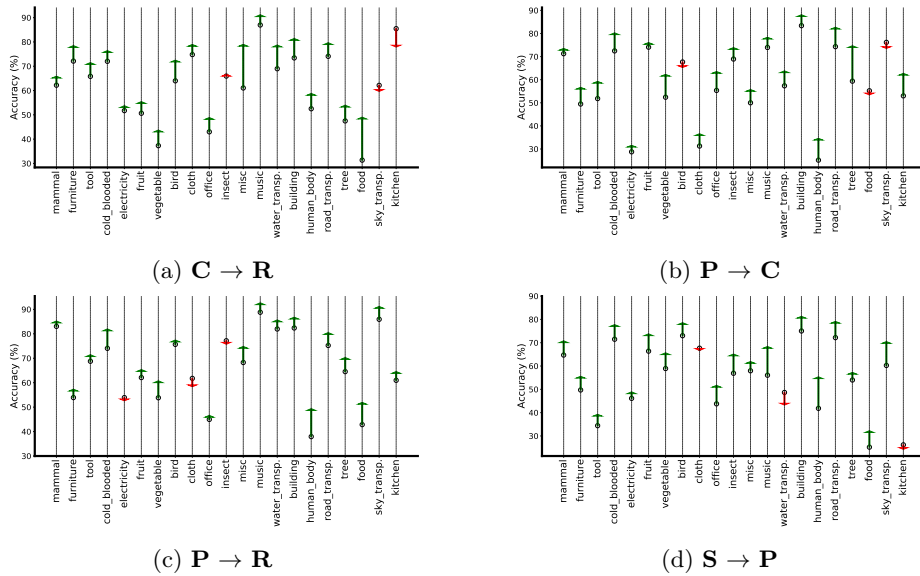 Accuracy (%)
90
80
70
60
50
40
30
mammal
furniture
tool
cold_blooded
electricity
fruit
vegetable
bird
cloth
office
insect
misc
music
water_transp.
building
human_body
road_transp.
tree
food
sky_transp.
kitchen
(a) C → R
Accuracy (%)
90
80
70
60
50
40
30
mammal
furniture
tool
cold_blooded
electricity
fruit
vegetable
bird
cloth
office
insect
misc
music
water_transp.
building
human_body
road_transp.
tree
food
sky_transp.
kitchen
(b) P → C
Accuracy (%)
90
80
70
60
50
40
30
mammal
furniture
tool
cold_blooded
electricity
fruit
vegetable
bird
cloth
office
insect
misc
music
water_transp.
building
human_body
road_transp.
tree
food
sky_transp.
kitchen
(c) P → R
Accuracy (%)
90
80
70
60
50
40
30
mammal
furniture
tool
cold_blooded
electricity
fruit
vegetable
bird
cloth
office
insect
misc
music
water_transp.
building
human_body
road_transp.
tree
food
sky_transp.
kitchen
(d) S → P